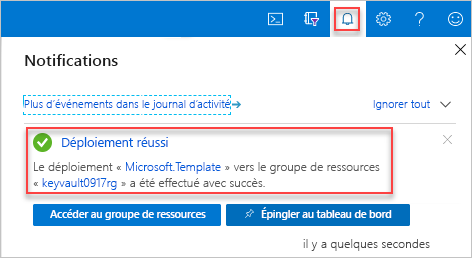 Notifications
Plus d'événements dans le journal d'activité
Ignorer tout
Déploiement réussi
Le déploiement « Microsoft.Template » vers le groupe de ressources
« keyvault0917rg » a été effectué avec succès.
Accéder au groupe de ressources
Épingler au tableau de bord
il y a quelques secondes